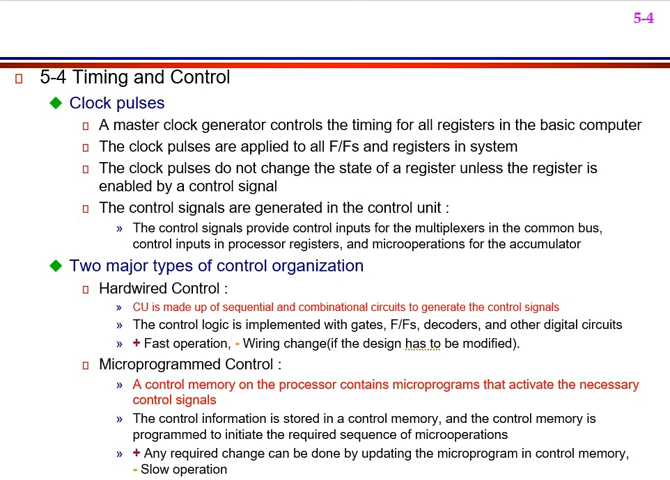 5-4
5-4 Timing and Control
Clock pulses
A master clock generator controls the timing for all registers in the basic computer
The clock pulses are applied to all F/Fs and registers in system
The clock pulses do not change the state of a register unless the register is
enabled by a control signal
The control signals are generated in the control unit :
» The control signals provide control inputs for the multiplexers in the common bus,
control inputs in processor registers, and microoperations for the accumulator
Two major types of control organization
Hardwired Control :
» CU is made up of sequential and combinational circuits to generate the control signals
» The control logic is implemented with gates, F/Fs, decoders, and other digital circuits
» + Fast operation, - Wiring change(if the design has to be modified).
Microprogrammed Control :
» A control memory on the processor contains microprograms that activate the necessary
control signals
» The control information is stored in a control memory, and the control memory is
programmed to initiate the required sequence of microoperations
» + Any required change can be done by updating the microprogram in control memory,
- Slow operation